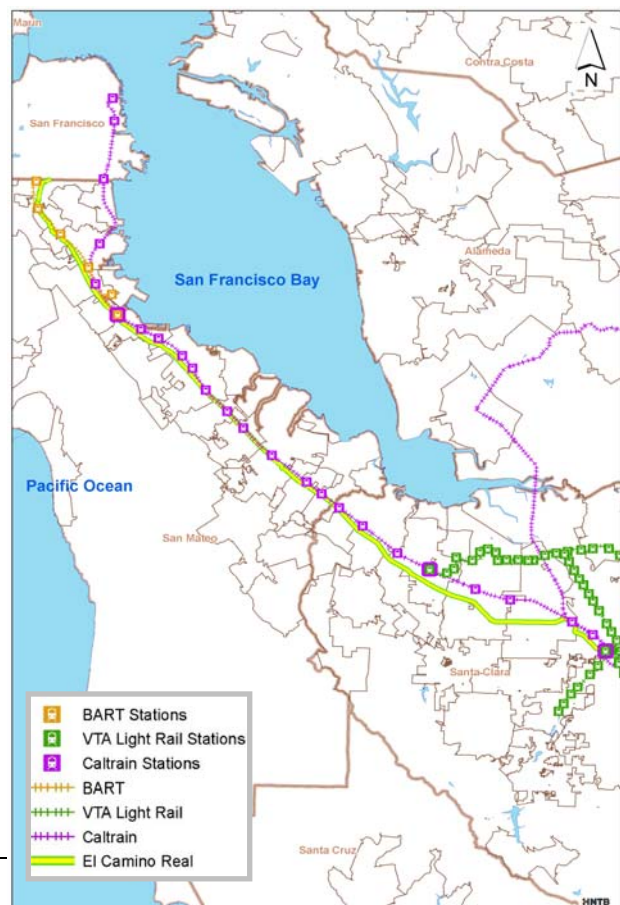 Marin
Contra Costa
N
San Francisco
Alameda
San Francisco Bay
Pacific Ocean
San Mateo
Santa Clara
BART Stations
VTA Light Rail Stations
Caltrain Stations
BART
VTA Light Rail
Caltrain
El Camino Real
Santa Cruz
HNTB